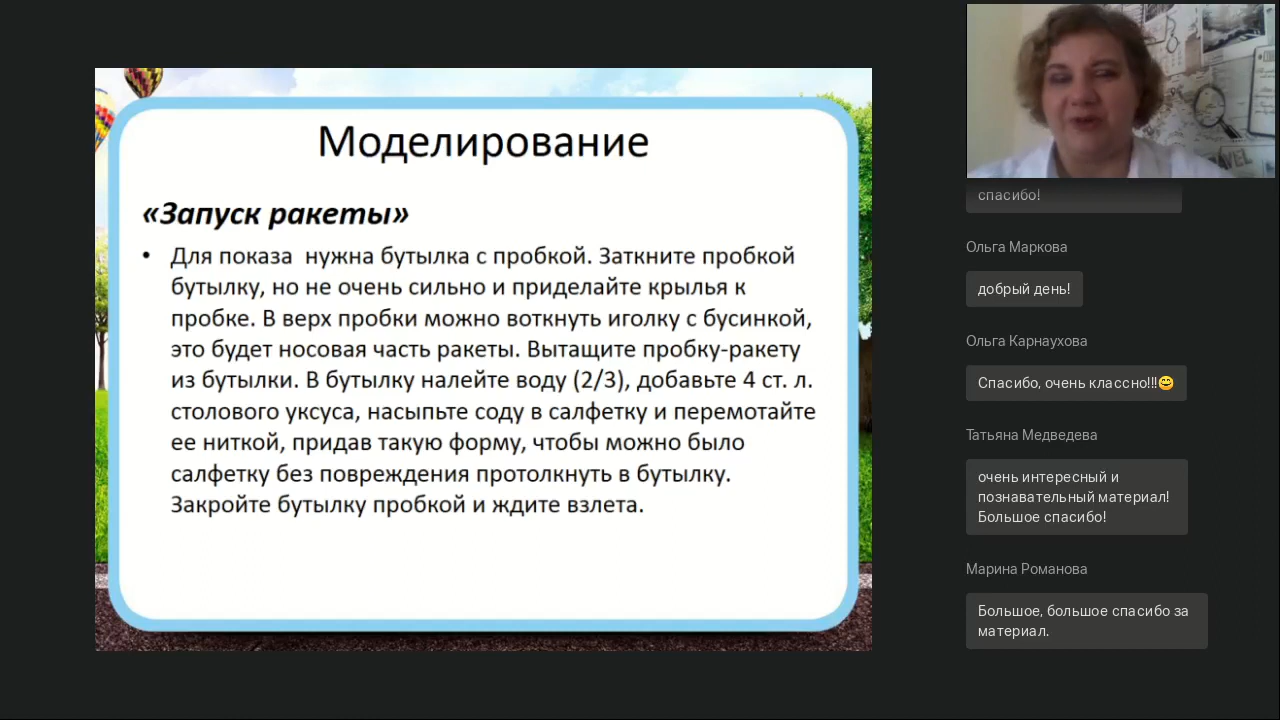 Моделирование
«Запуск ракеты»
• Для показа  нужна бутылка с пробкой. Заткните пробкой
бутылку, но не очень сильно и приделайте крылья к
пробке. В верх пробки можно воткнуть иголку с бусинкой,
это будет носовая часть ракеты. Вытащите пробку-ракету
из бутылки. В бутылку налейте воду (2/3), добавьте 4 ст. л.
столового уксуса, насыпьте соду в салфетку и перемотайте
ее ниткой, придав такую форму, чтобы можно было
салфетку без повреждения протолкнуть в бутылку.
Закройте бутылку пробкой и ждите взлета.
TRAVEL
спасибо!
Ольга Маркова
добрый день!
Ольга Карнаухова
Спасибо, очень классно!!!😊
Татьяна Медведева
очень интересный и
познавательный материал!
Большое спасибо!
Марина Романова
Большое, большое спасибо за
материал.